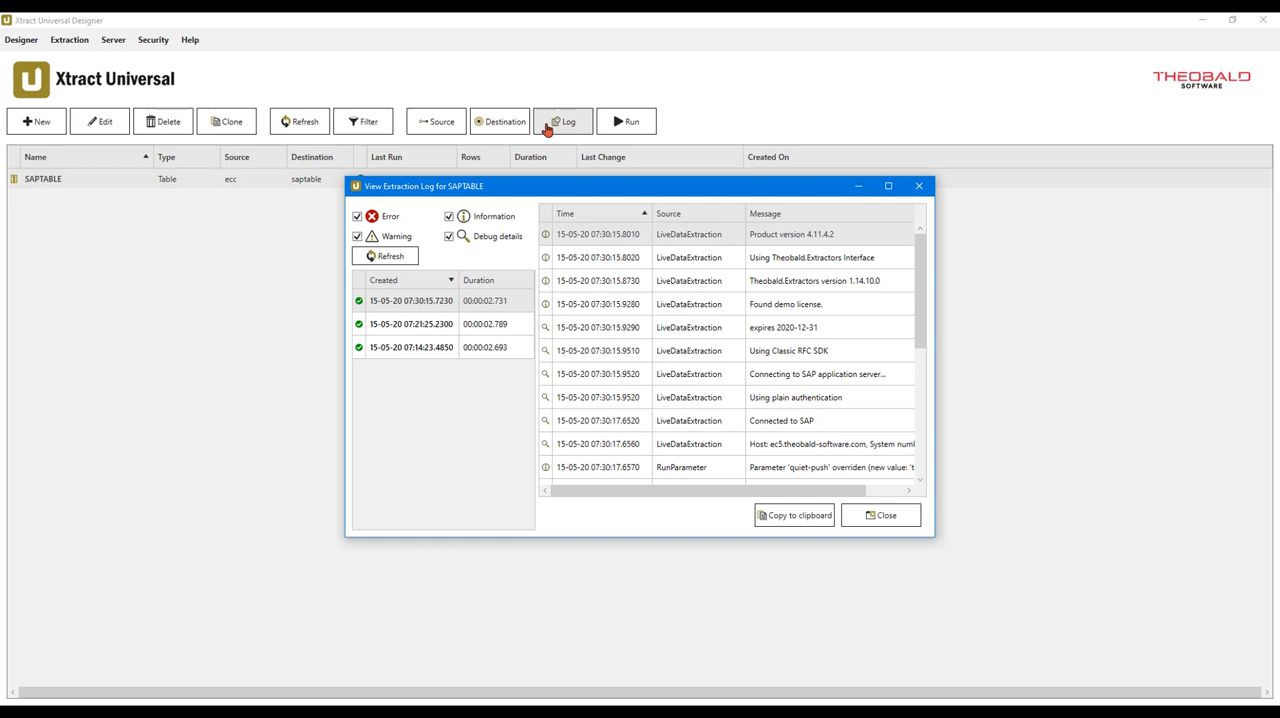 Xtract Universal Designer
Designer Extraction Server Security Help
Xtract Universal
THEOBALD
SOFTWARE
New Edit Delete Clone Refresh Filter Source Destination Log Run
Name Type Source Destination Last Run Rows Duration Last Change Created On
SAPTABLE Table ecc saptable
View Extraction Log for SAPTABLE
Error Information
Warning Debug details
Refresh
Created Duration
15-05-20 07:30:15.7230 00:00:02.731
15-05-20 07:21:25.2300 00:00:02.789
15-05-20 07:14:23.4850 00:00:02.693
Time Source Message
15-05-20 07:30:15.8010 LiveDataExtraction Product version 4.11.4.2
15-05-20 07:30:15.8020 LiveDataExtraction Using Theobald.Extractors Interface
15-05-20 07:30:15.8730 LiveDataExtraction Theobald.Extractors version 1.14.10.0
15-05-20 07:30:15.9280 LiveDataExtraction Found demo license.
15-05-20 07:30:15.9290 LiveDataExtraction expires 2020-12-31
15-05-20 07:30:15.9510 LiveDataExtraction Using Classic RFC SDK
15-05-20 07:30:15.9520 LiveDataExtraction Connecting to SAP application server...
15-05-20 07:30:15.9520 LiveDataExtraction Using plain authentication
15-05-20 07:30:17.6520 LiveDataExtraction Connected to SAP
15-05-20 07:30:17.6560 LiveDataExtraction Host: ec5.theobald-software.com, System numl
15-05-20 07:30:17.6570 RunParameter Parameter 'quiet-push' overriden (new value: 't
Copy to clipboard Close